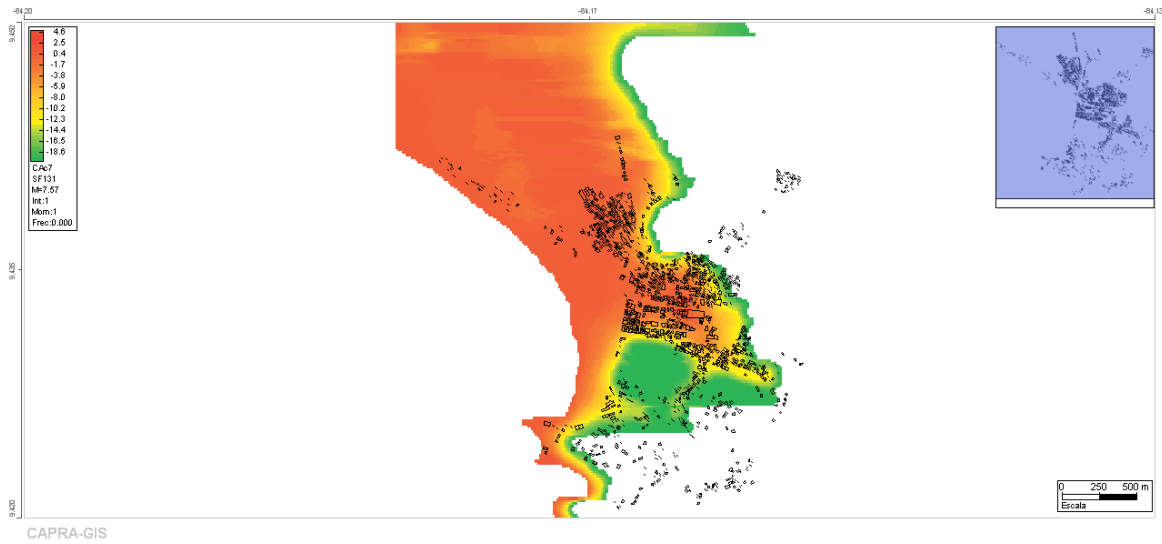 -84.20
-84.17
-84.13
9.450
9.435
9.420
4.6
2.5
0.4
-1.7
-3.8
-5.9
-8.0
-10.2
-12.3
-14.4
-16.5
-18.6
CAc7
SF131
M=7.57
Int:1
Mom:1
Frec:0.000
0 250 500 m
Escala
CAPRA-GIS